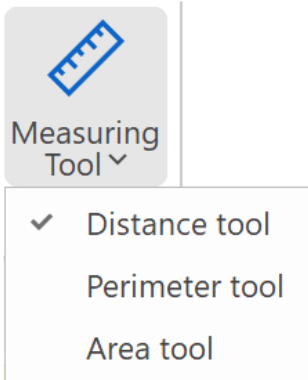 Measuring
Tool
Distance tool
Perimeter tool
Area tool